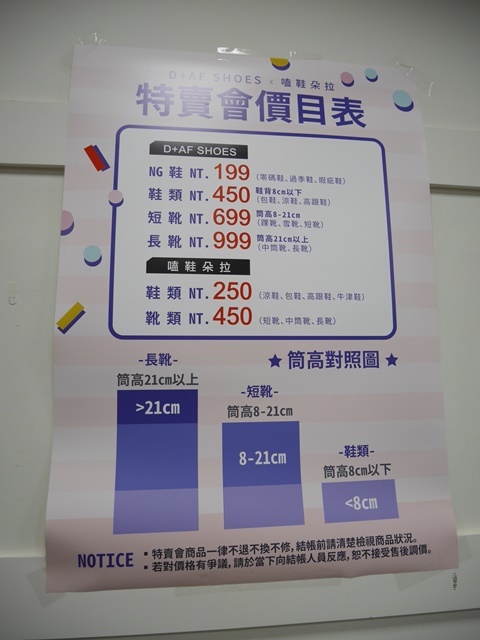 D+AF SHOES × 嗑鞋朵拉
特賣會價目表
D+AF SHOES
NG 鞋 NT. 199 (零碼鞋、過季鞋、瑕疵鞋)
鞋類 NT. 450 鞋背8cm以下
(包鞋、涼鞋、高跟鞋)
短靴 NT. 699 筒高8-21cm
(踝靴、雪靴、短靴)
長靴 NT. 999 筒高21cm以上
(中筒靴、長靴)
嗑鞋朵拉
鞋類 NT. 250 (涼鞋、包鞋、高跟鞋、牛津鞋)
靴類 NT. 450 (短靴、中筒靴、長靴)
★ 筒高對照圖 ★
-長靴-
筒高21cm以上
>21cm
-短靴-
筒高8-21cm
8-21cm
-鞋類-
筒高8cm以下
<8cm
NOTICE
▪ 特賣會商品一律不退不換不修，結帳前請清楚檢視商品狀況。
▪ 若對價格有爭議，請於當下向結帳人員反應，恕不接受售後調價。